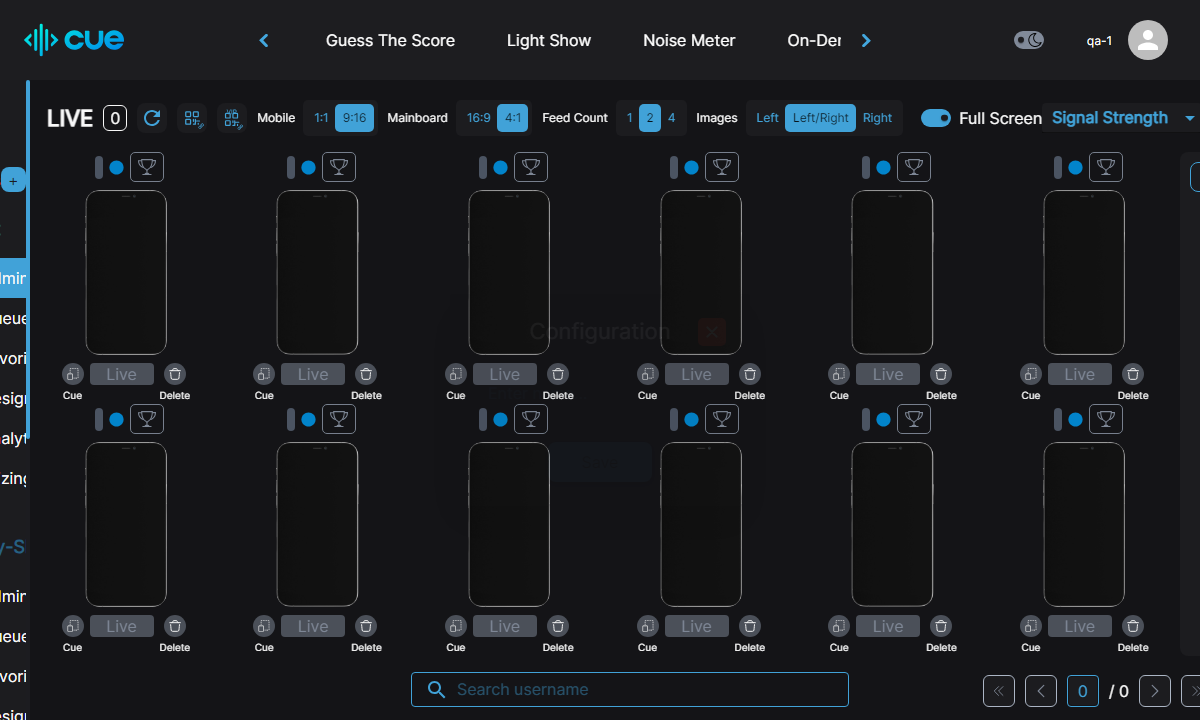 cue
Guess The Score
Light Show
Noise Meter
On-Der
qa-1
LIVE 0
Mobile 1:1 9:16
Mainboard 16:9 4:1
Feed Count 1 2 4
Images Left Left/Right Right
Full Screen
Signal Strength
+
dmin
ueue
vori
esign
nalyt
zing
y-S
dmin
ueue
vori
esign
Configuration X
Live Live Live Live Live Live
Cue Delete Cue Delete Cue Delete Cue Delete Cue Delete Cue Delete
Live Live Live Live Live Live
Cue Delete Cue Delete Cue Delete Cue Delete Cue Delete Cue Delete
Search username
0 / 0